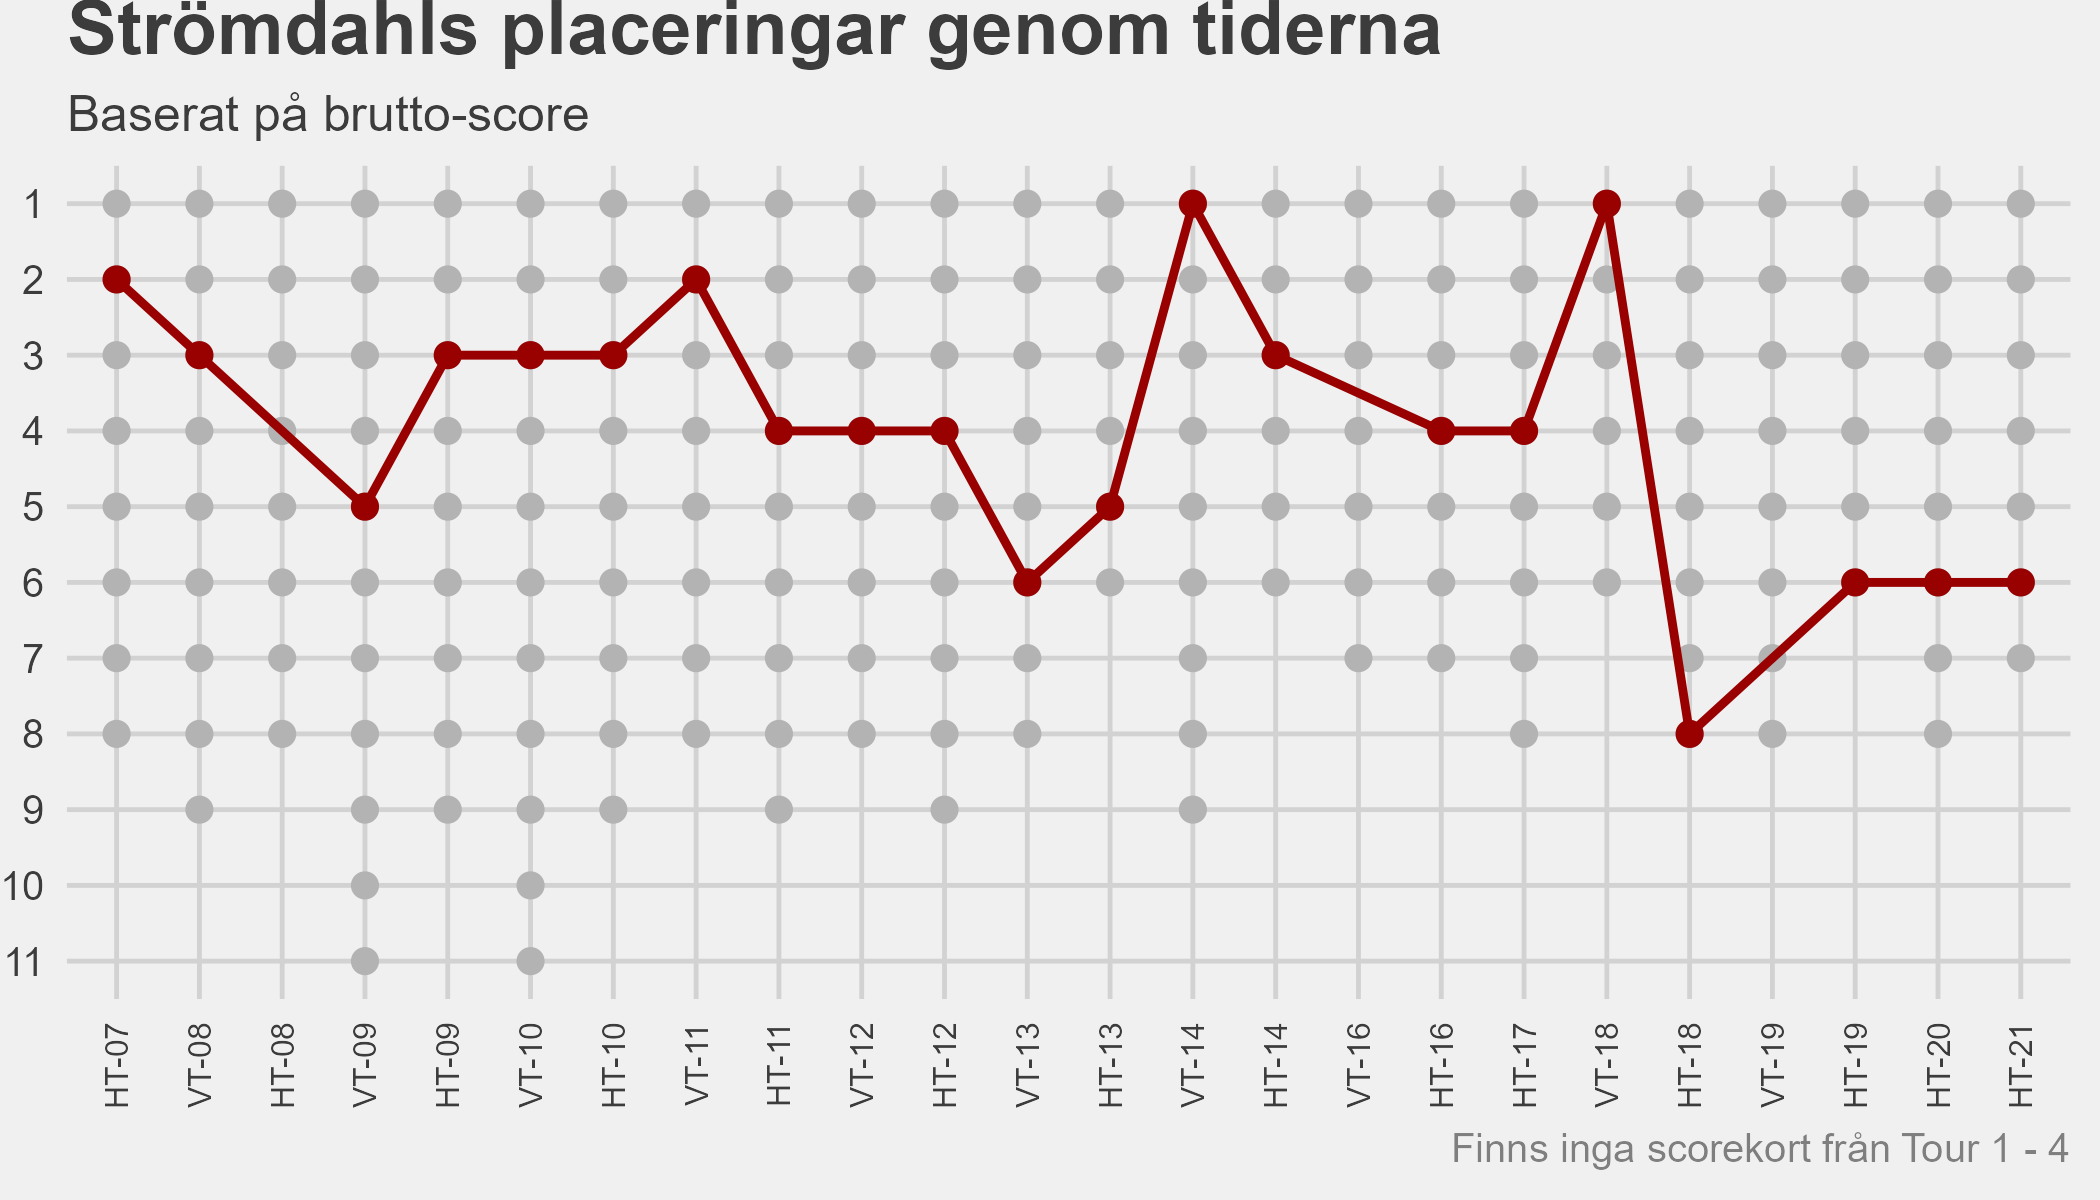 Strömdahls placeringar genom tiderna
Baserat på brutto-score
1
2
3
4
5
6
7
8
9
10
11
HT-07
VT-08
HT-08
VT-09
HT-09
VT-10
HT-10
VT-11
HT-11
VT-12
HT-12
VT-13
HT-13
VT-14
HT-14
VT-16
HT-16
HT-17
VT-18
HT-18
VT-19
HT-19
HT-20
HT-21
Finns inga scorekort från Tour 1 - 4